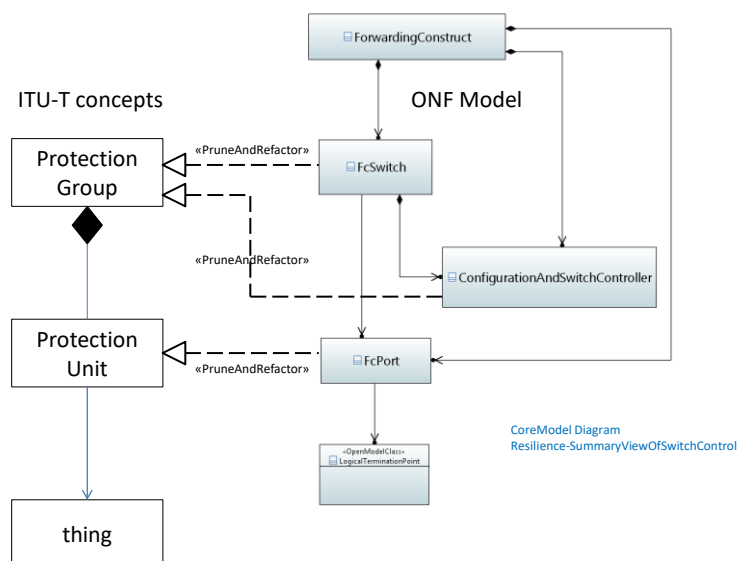 ForwardingConstruct
ITU-T concepts
ONF Model
Protection
Group
«PruneAndRefactor»
FcSwitch
«PruneAndRefactor»
ConfigurationAndSwitchController
Protection
Unit
«PruneAndRefactor»
FcPort
CoreModel Diagram
Resilience-SummaryViewOfSwitchControl
«OpenModelClass»
LogicalTerminationPoint
thing